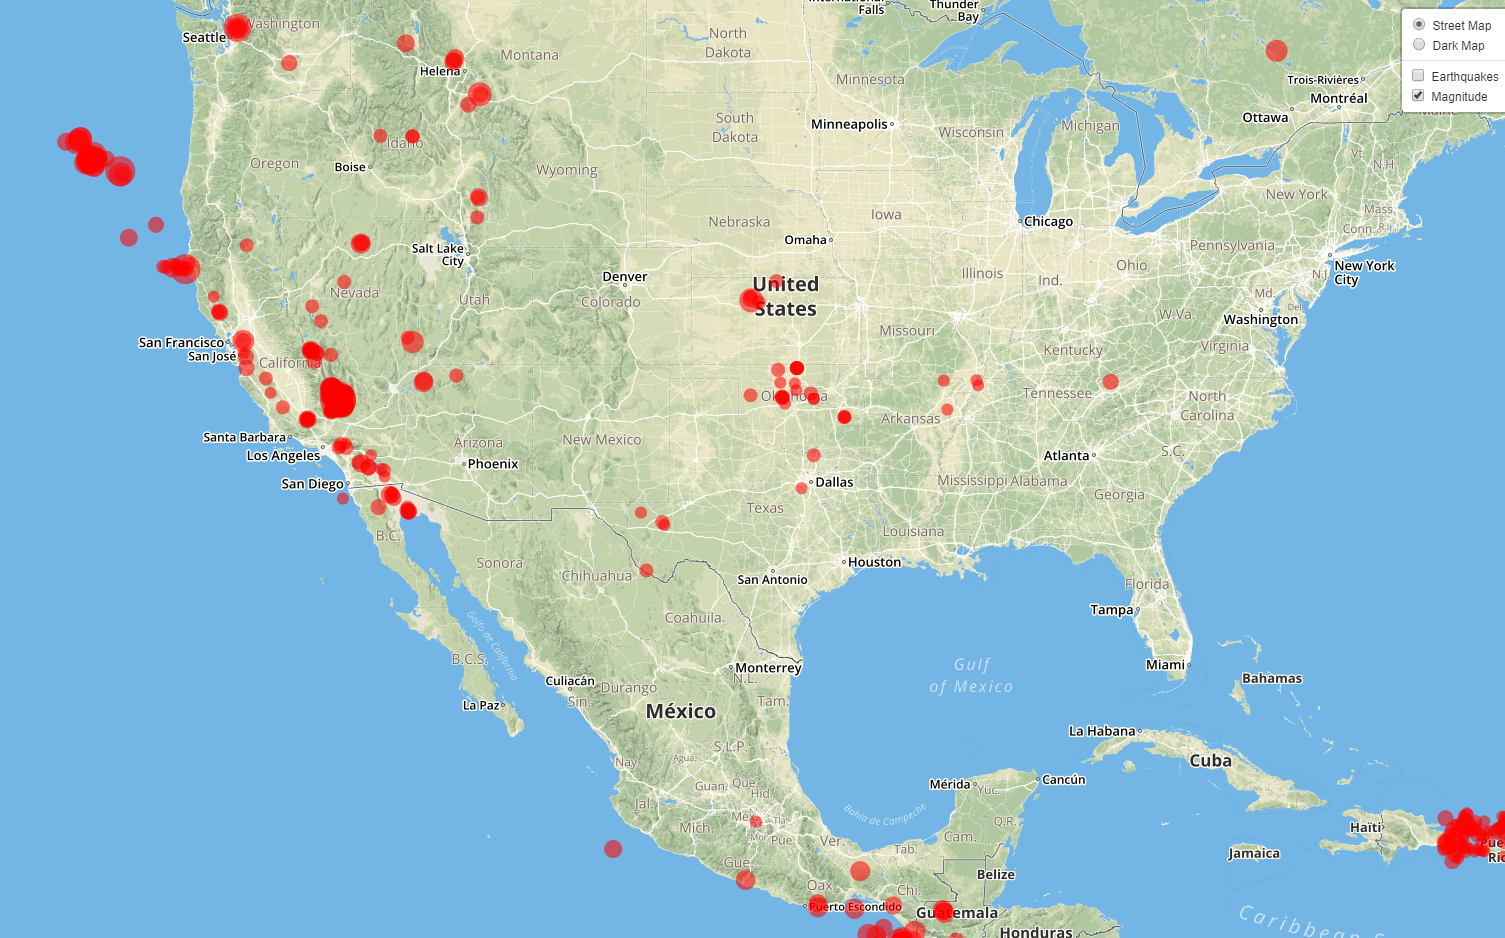 International
Falls
Thunder
Bay
Washington
Seattle
North
Dakota
Montana
Helena
Minnesota
Street Map
Dark Map
Earthquakes
Magnitude
Trois-Rivières
Montréal
Ottawa
Maine
South
Dakota
Minneapolis
Wisconsin
Michigan
Idaho
Oregon
Boise
Wyoming
Vt.
N.H.
New York
Mass.
Conn.
R.I.
Nebraska
Iowa
Chicago
Omaha
Salt Lake
City
Pennsylvania
New York
City
N.J.
Denver
United
States
Illinois
Ind.
Ohio
Nevada
Utah
Colorado
Md.
Del.
W.Va.
Washington
San Francisco
San José
California
Missouri
Kentucky
Virginia
Oklahoma
Arkansas
Tennessee
North
Carolina
Santa Barbara
Los Angeles
Arizona
New Mexico
Phoenix
Atlanta
S.C.
San Diego
Dallas
Mississippi
Alabama
Georgia
Texas
B.C.
Louisiana
Sonora
Chihuahua
Houston
San Antonio
Florida
Coahuila
Tampa
Golfo de California
B.C.S.
Monterrey
N.L.
Gulf
of Mexico
Miami
Bahamas
Culiacán
Sin.
Durango
La Paz
México
Tam.
S.L.P.
La Habana
Cuba
Nay.
Agua.
Guan.
Que.
Hid.
Mérida
Yuc.
Cancún
Jal.
Mich.
Méx.
Tla.
Mor.
Pue.
Ver.
Bahía de Campeche
Cam.
Q.R.
Tab.
Haïti
Jamaica
Gue.
Oax.
Chi.
Belize
Puerto Escondido
Guatemala
Honduras